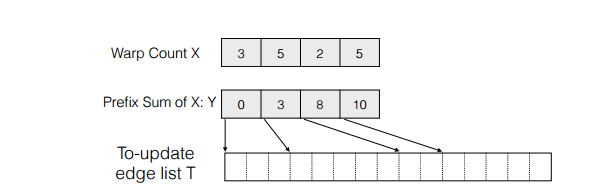 Warp Count X 3 5 2 5
Prefix Sum of X: Y 0 3 8 10
To-update
edge list T